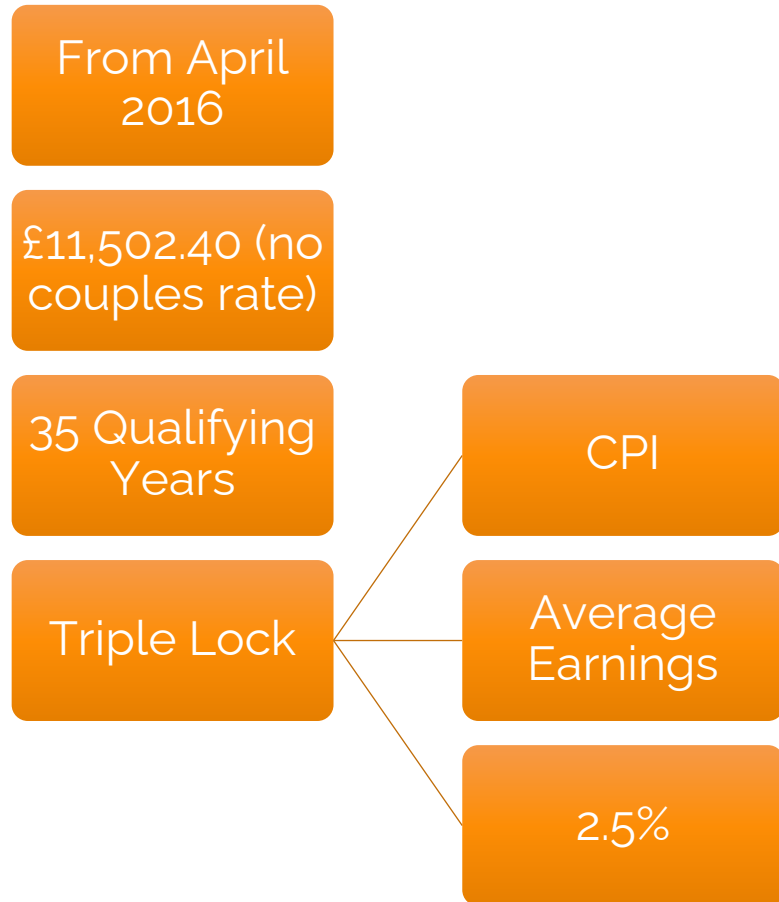 From April
2016
£11,502.40 (no
couples rate)
35 Qualifying
Years
Triple Lock
CPI
Average
Earnings
2.5%